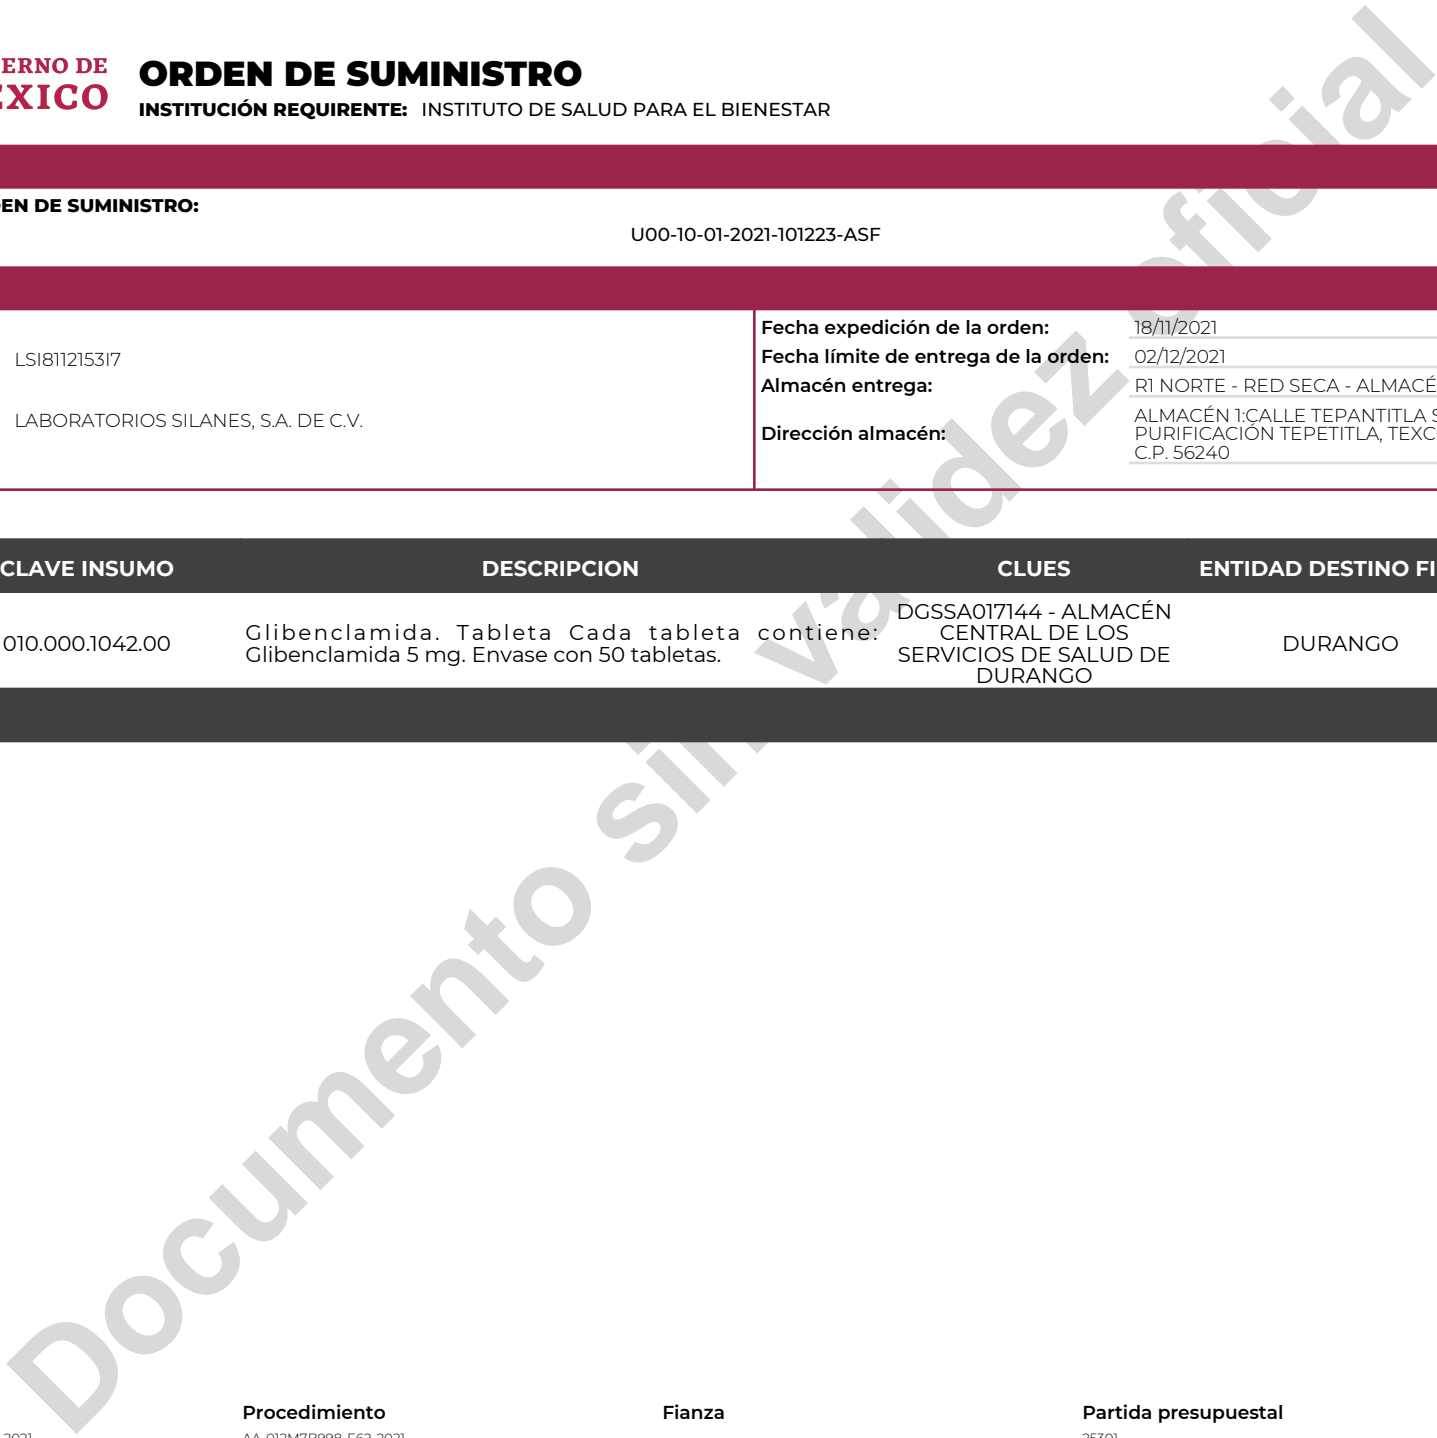 ERNO DE
EXICO
ORDEN DE SUMINISTRO
INSTITUCIÓN REQUIRENTE: INSTITUTO DE SALUD PARA EL BIENESTAR
EN DE SUMINISTRO:
U00-10-01-2021-101223-ASF
LSI8112153I7
LABORATORIOS SILANES, S.A. DE C.V.
Fecha expedición de la orden: 18/11/2021
Fecha límite de entrega de la orden: 02/12/2021
Almacén entrega: R1 NORTE - RED SECA - ALMACÉ
Dirección almacén: ALMACÉN 1:CALLE TEPANTITLA S
PURIFICACIÓN TEPETITLA, TEXC
C.P. 56240
CLAVE INSUMO DESCRIPCION CLUES ENTIDAD DESTINO FI
010.000.1042.00
Glibenclamida. Tableta Cada tableta contiene:
Glibenclamida 5 mg. Envase con 50 tabletas.
DGSSA017144 - ALMACÉN
CENTRAL DE LOS
SERVICIOS DE SALUD DE
DURANGO
DURANGO
Documento sin validez oficial
Procedimiento Fianza Partida presupuestal